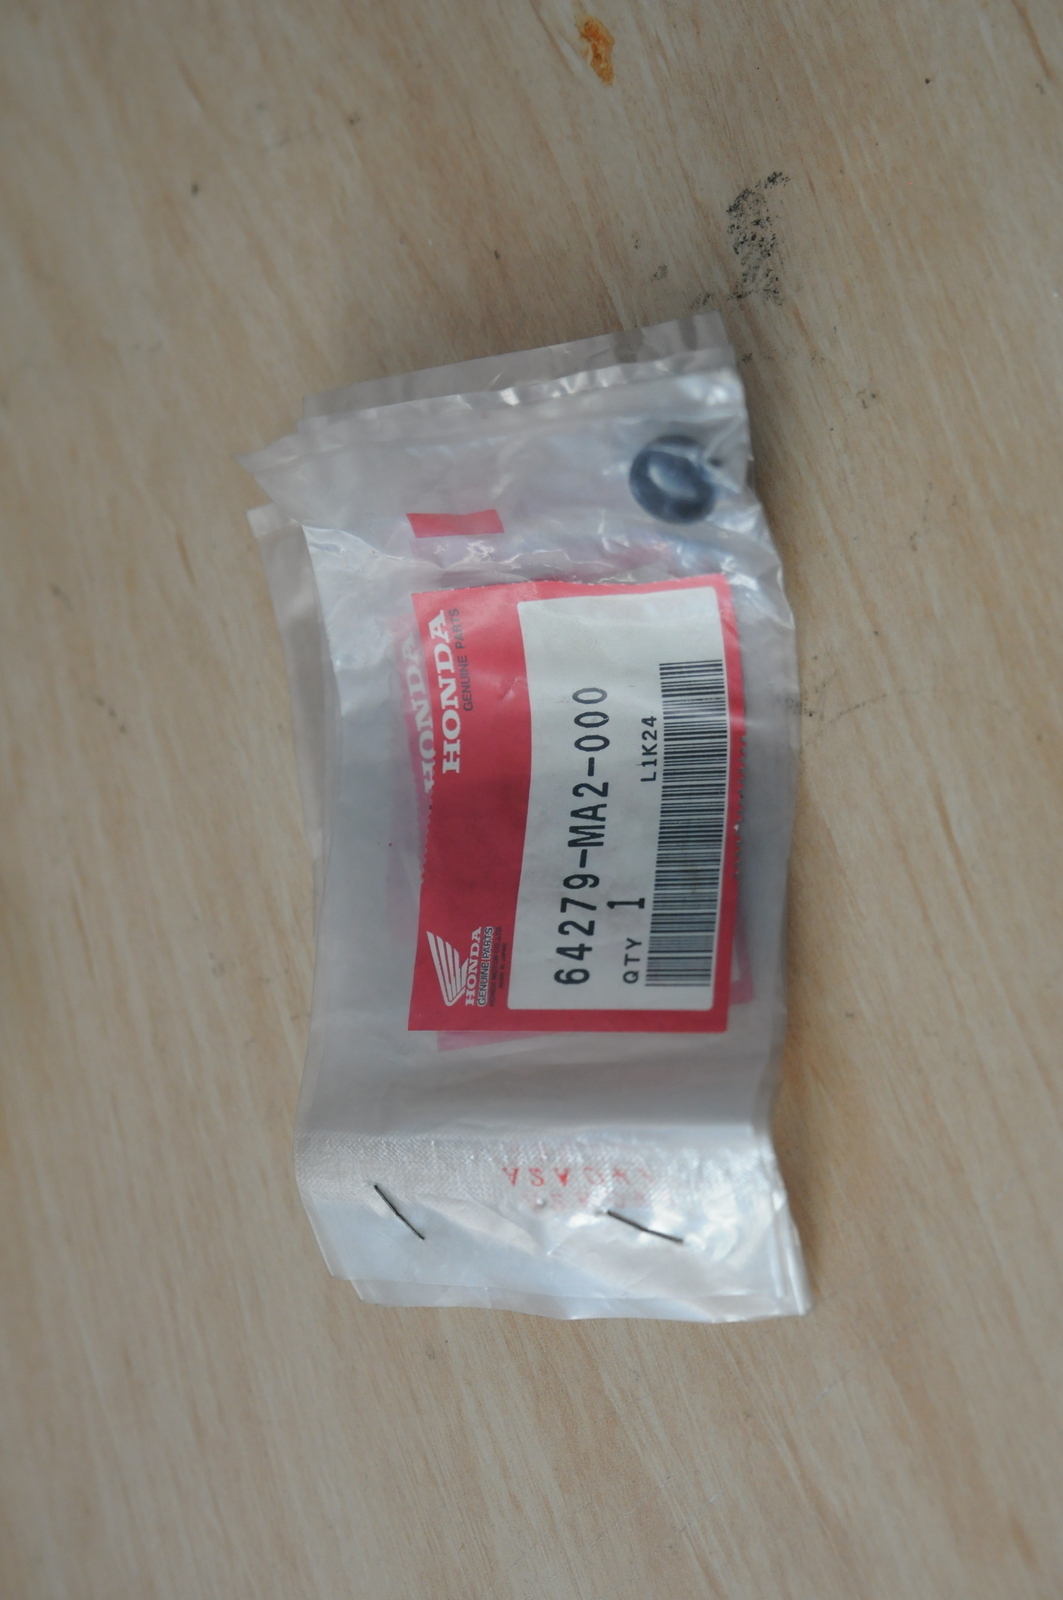 HONDA
HONDA
GENUINE PARTS
64279-MA2-000
QTY 1
L1K24
HONDA
GENUINE PARTS